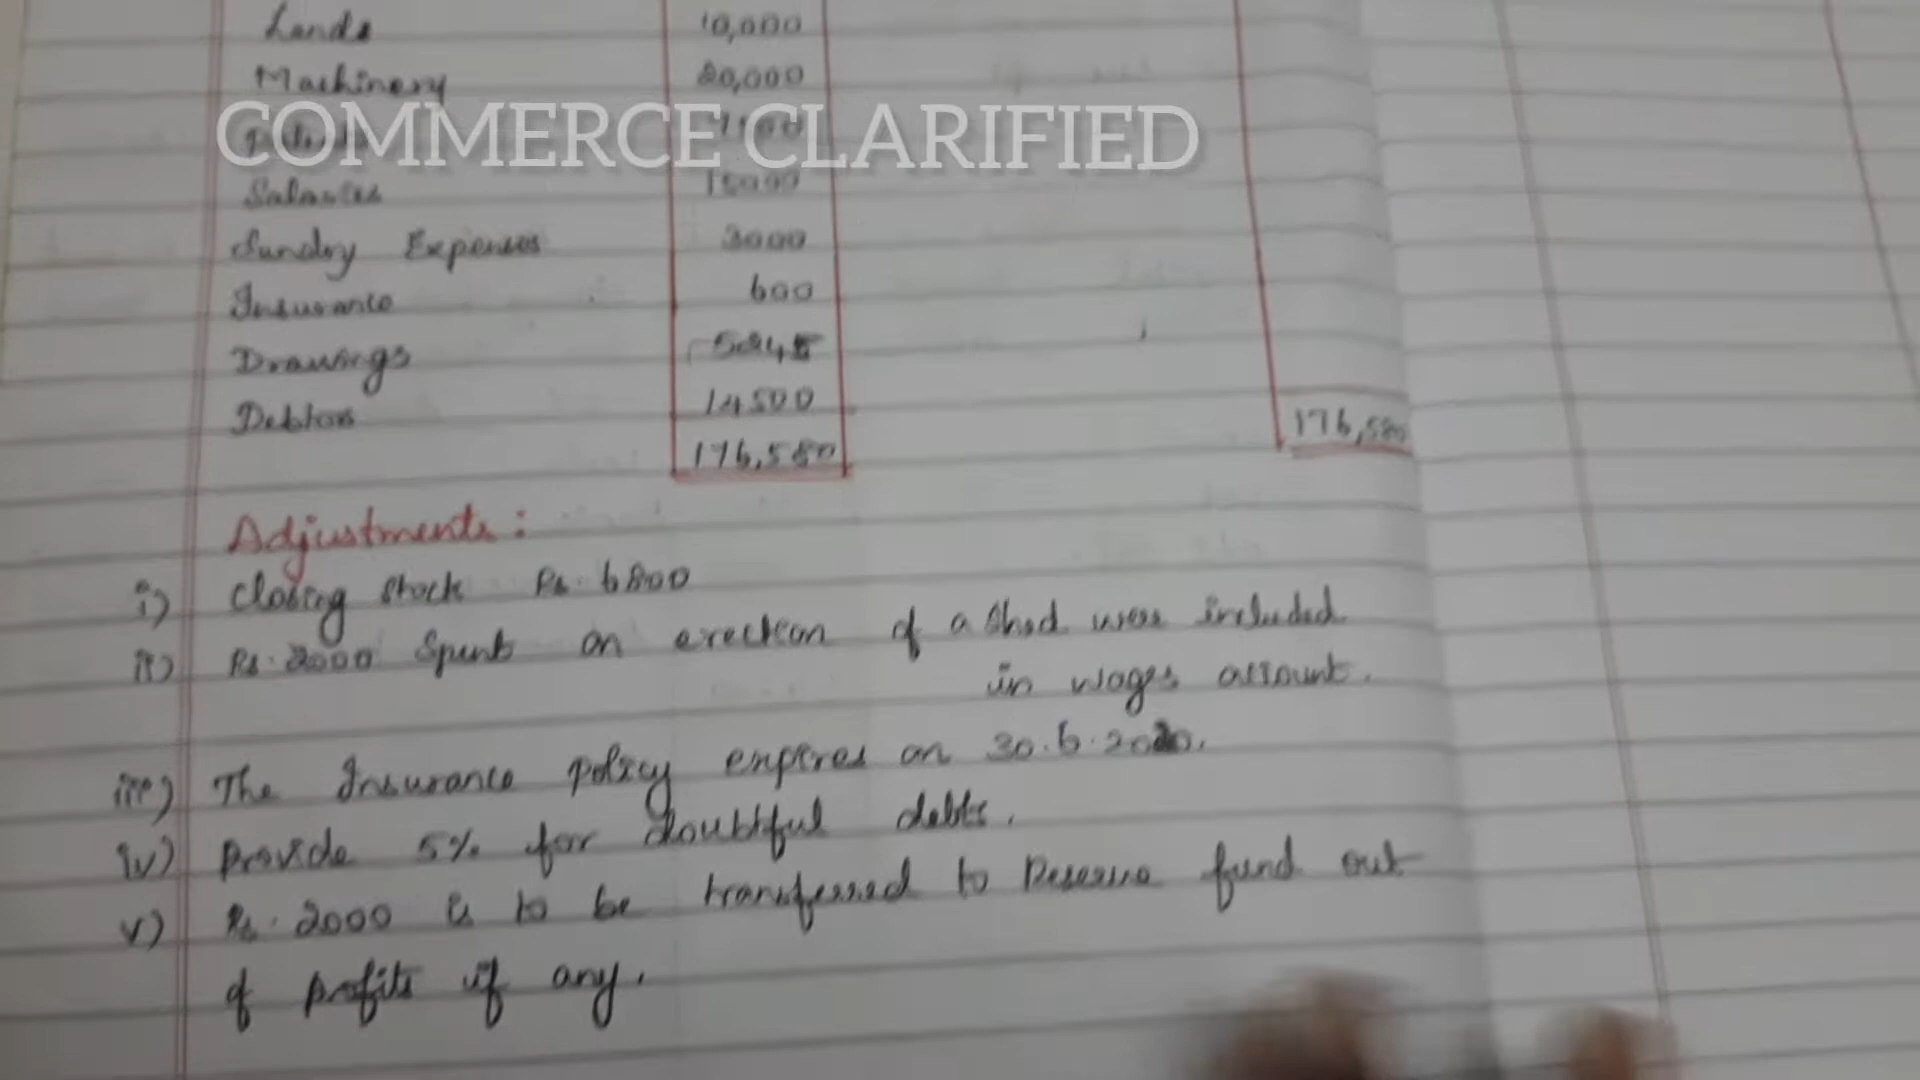 Lands 10,000
Machinery 20,000
COMMERCE CLARIFIED
Salaries 15000
Sundry Expenses 3000
Insurance 600
Drawings 5245
Debtors 14500
176,580 176,580
Adjustments:
i) Closing stock Rs. 6800
ii) Rs. 2000 Spent on erection of a Shed were included
in wages account.
iii) The Insurance policy expires on 30.6.2020.
iv) Provide 5% for doubtful debts.
v) Rs. 2000 is to be transferred to Reserve fund out
of profits if any.